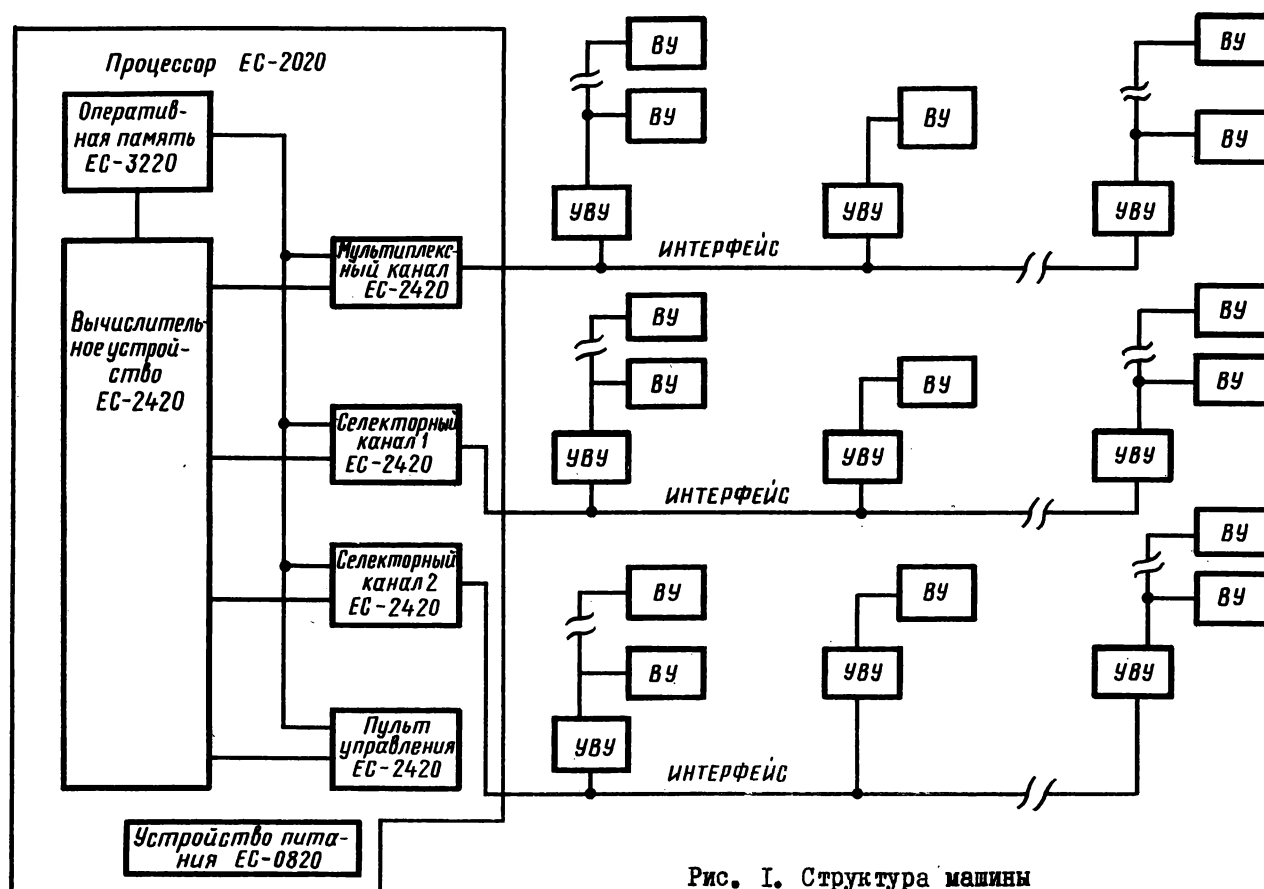 Процессор ЕС-2020
Оператив-
ная память
ЕС-3220
Вычислитель-
ное устрой-
ство
ЕС-2420
Мультиплекс-
ный канал
ЕС-2420
Селекторный
канал 1
ЕС-2420
Селекторный
канал 2
ЕС-2420
Пульт
управления
ЕС-2420
Устройство пита-
ния ЕС-0820
ВУ
ВУ
УВУ
ВУ
УВУ
ВУ
ВУ
УВУ
ИНТЕРФЕЙС
ВУ
ВУ
УВУ
ВУ
УВУ
ВУ
ВУ
УВУ
ИНТЕРФЕЙС
ВУ
ВУ
УВУ
ВУ
УВУ
ВУ
ВУ
УВУ
ИНТЕРФЕЙС
Рис. I. Структура машины